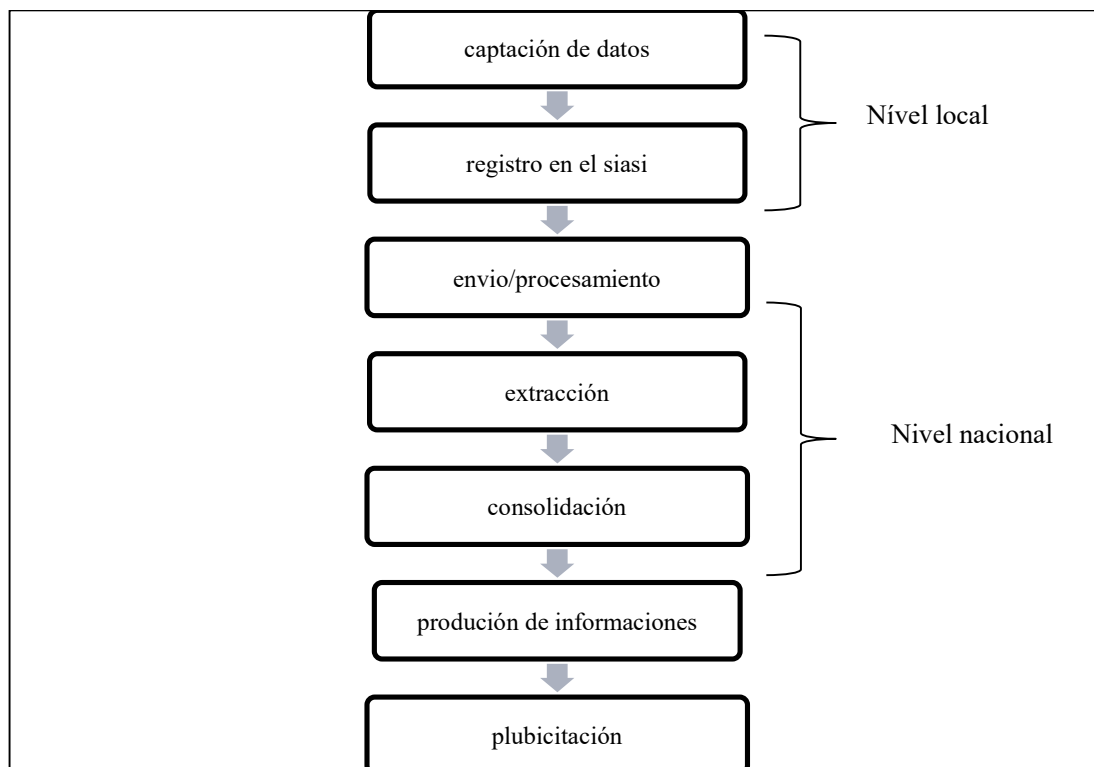 captación de datos
Nível local
registro en el siasi
envio/procesamiento
extracción
Nivel nacional
consolidación
produción de informaciones
plubicitación